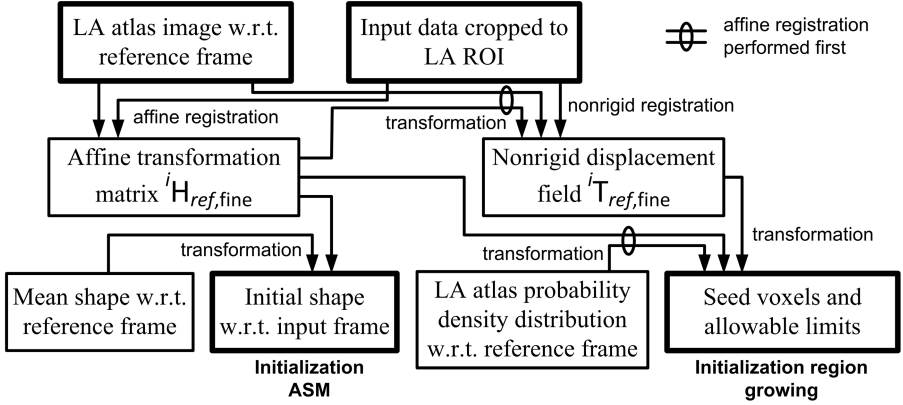 LA atlas image w.r.t.
reference frame
Input data cropped to
LA ROI
affine registration
performed first
affine registration
transformation
nonrigid registration
Affine transformation
matrix ⁱH_ref,fine
Nonrigid displacement
field ⁱT_ref,fine
transformation
transformation
transformation
Mean shape w.r.t.
reference frame
Initial shape
w.r.t. input frame
LA atlas probability
density distribution
w.r.t. reference frame
Seed voxels and
allowable limits
Initialization
ASM
Initialization region
growing